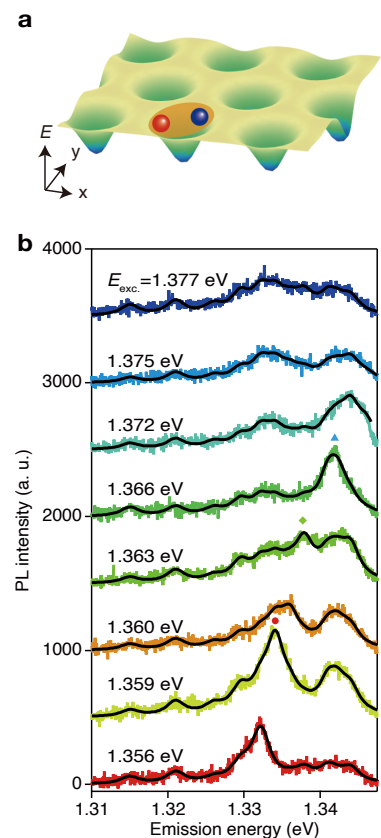 a
E
y
x
b
4000
E exc.=1.377 eV
1.375 eV
3000
1.372 eV
1.366 eV
2000
1.363 eV
1.360 eV
1000
1.359 eV
1.356 eV
0
PL intensity (a. u.)
1.31 1.32 1.33 1.34
Emission energy (eV)